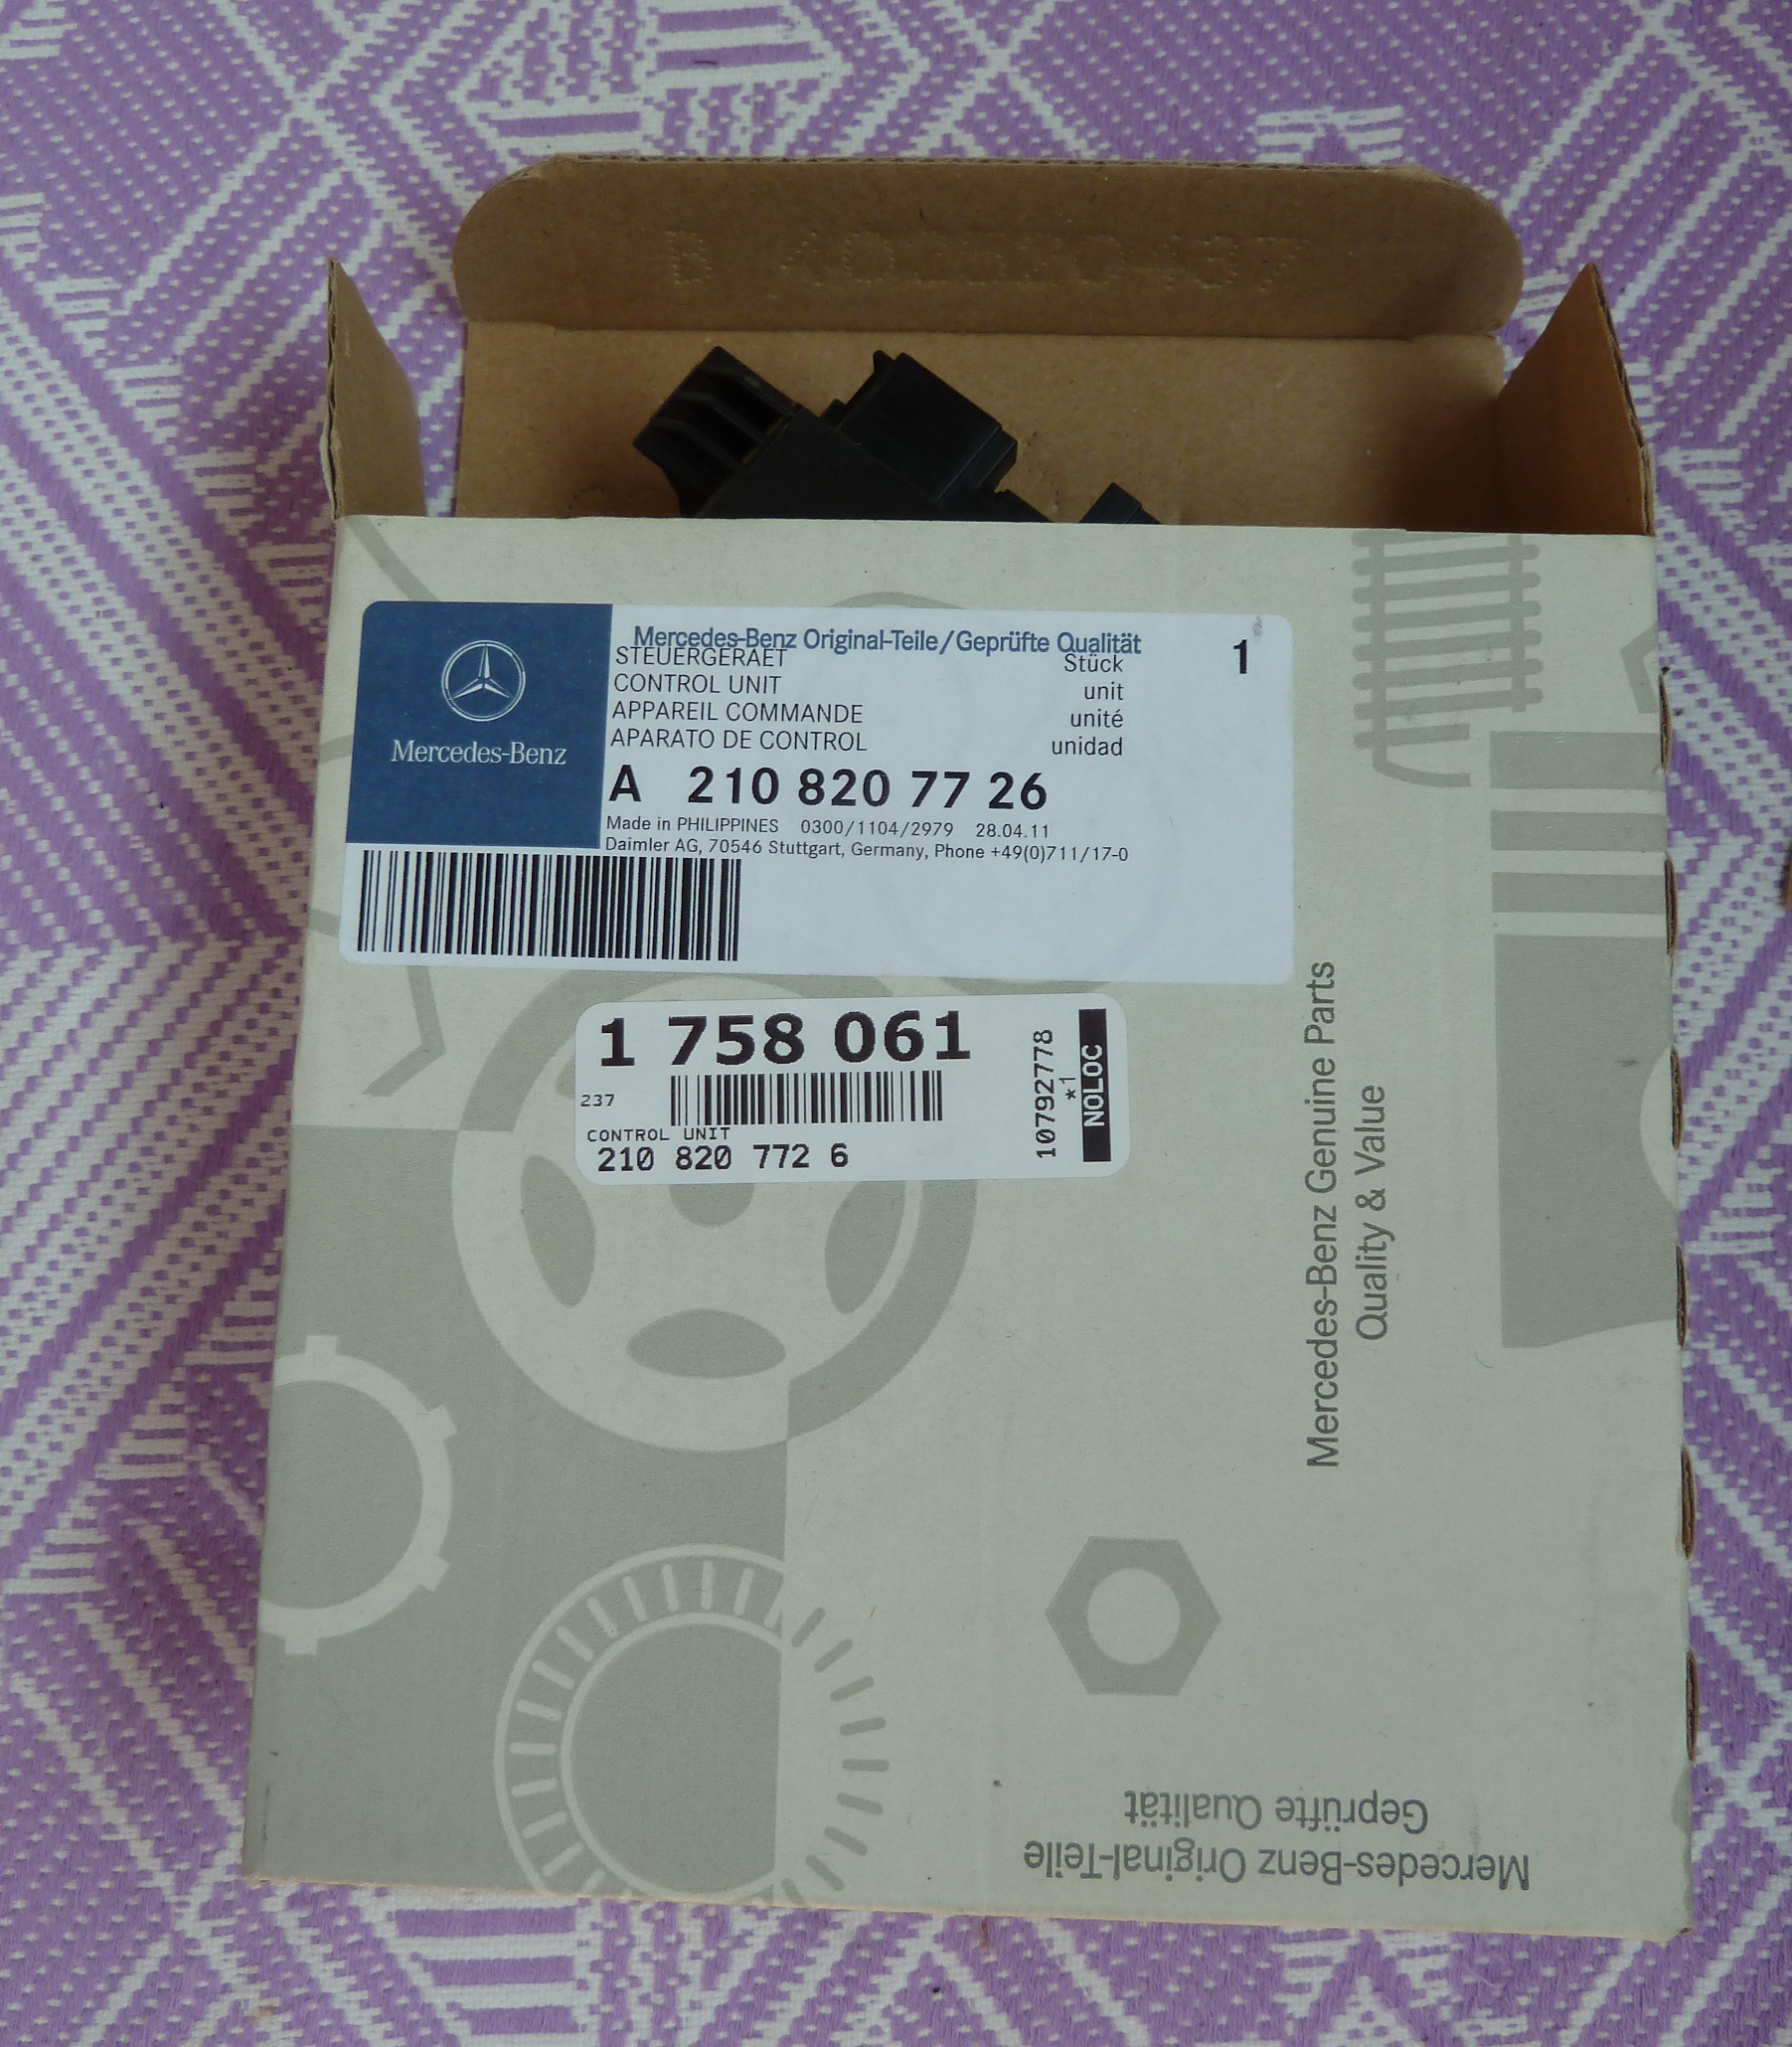 Mercedes-Benz Original-Teile/Geprüfte Qualität
STEUERGERAET Stück 1
CONTROL UNIT unit
APPAREIL COMMANDE unité
APARATO DE CONTROL unidad
Mercedes-Benz
A 210 820 77 26
Made in PHILIPPINES 0300/1104/2979 28.04.11
Daimler AG, 70546 Stuttgart, Germany, Phone +49(0)711/17-0
1 758 061
237
CONTROL UNIT
210 820 772 6
10792778
*1
NOLOC
Mercedes-Benz Genuine Parts
Quality & Value
Mercedes-Benz Original-Teile
Geprüfte Qualität